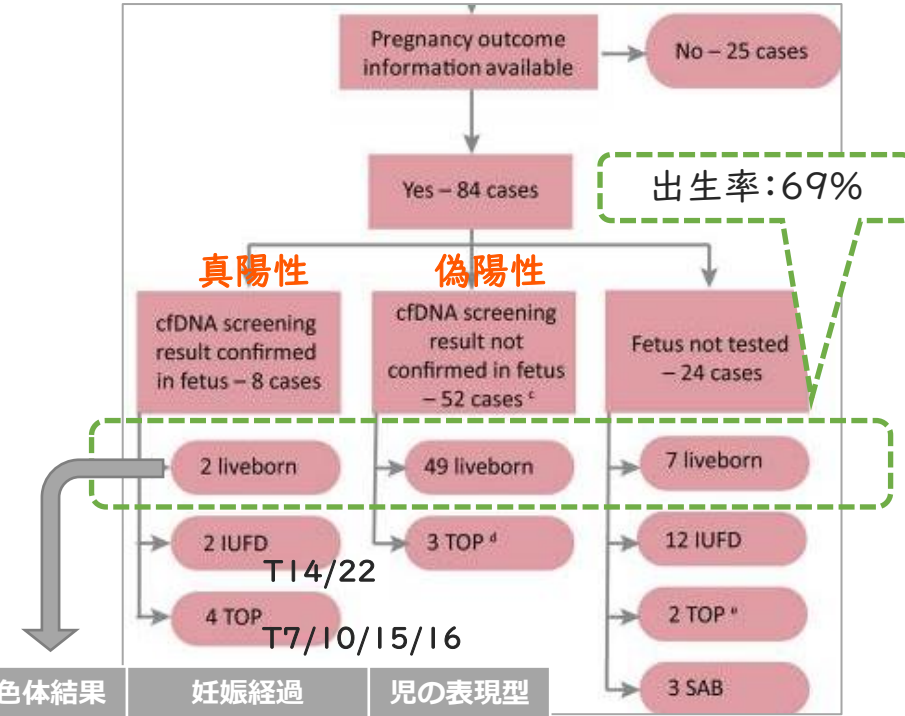 Pregnancy outcome
information available
No – 25 cases
Yes – 84 cases
出生率:69%
真陽性
偽陽性
cfDNA screening
result confirmed
in fetus – 8 cases
cfDNA screening
result not
confirmed in fetus
– 52 cases c
Fetus not tested
– 24 cases
2 liveborn
49 liveborn
7 liveborn
2 IUFD
T14/22
3 TOP d
12 IUFD
4 TOP
T7/10/15/16
2 TOP e
3 SAB
色体結果
妊娠経過
児の表現型